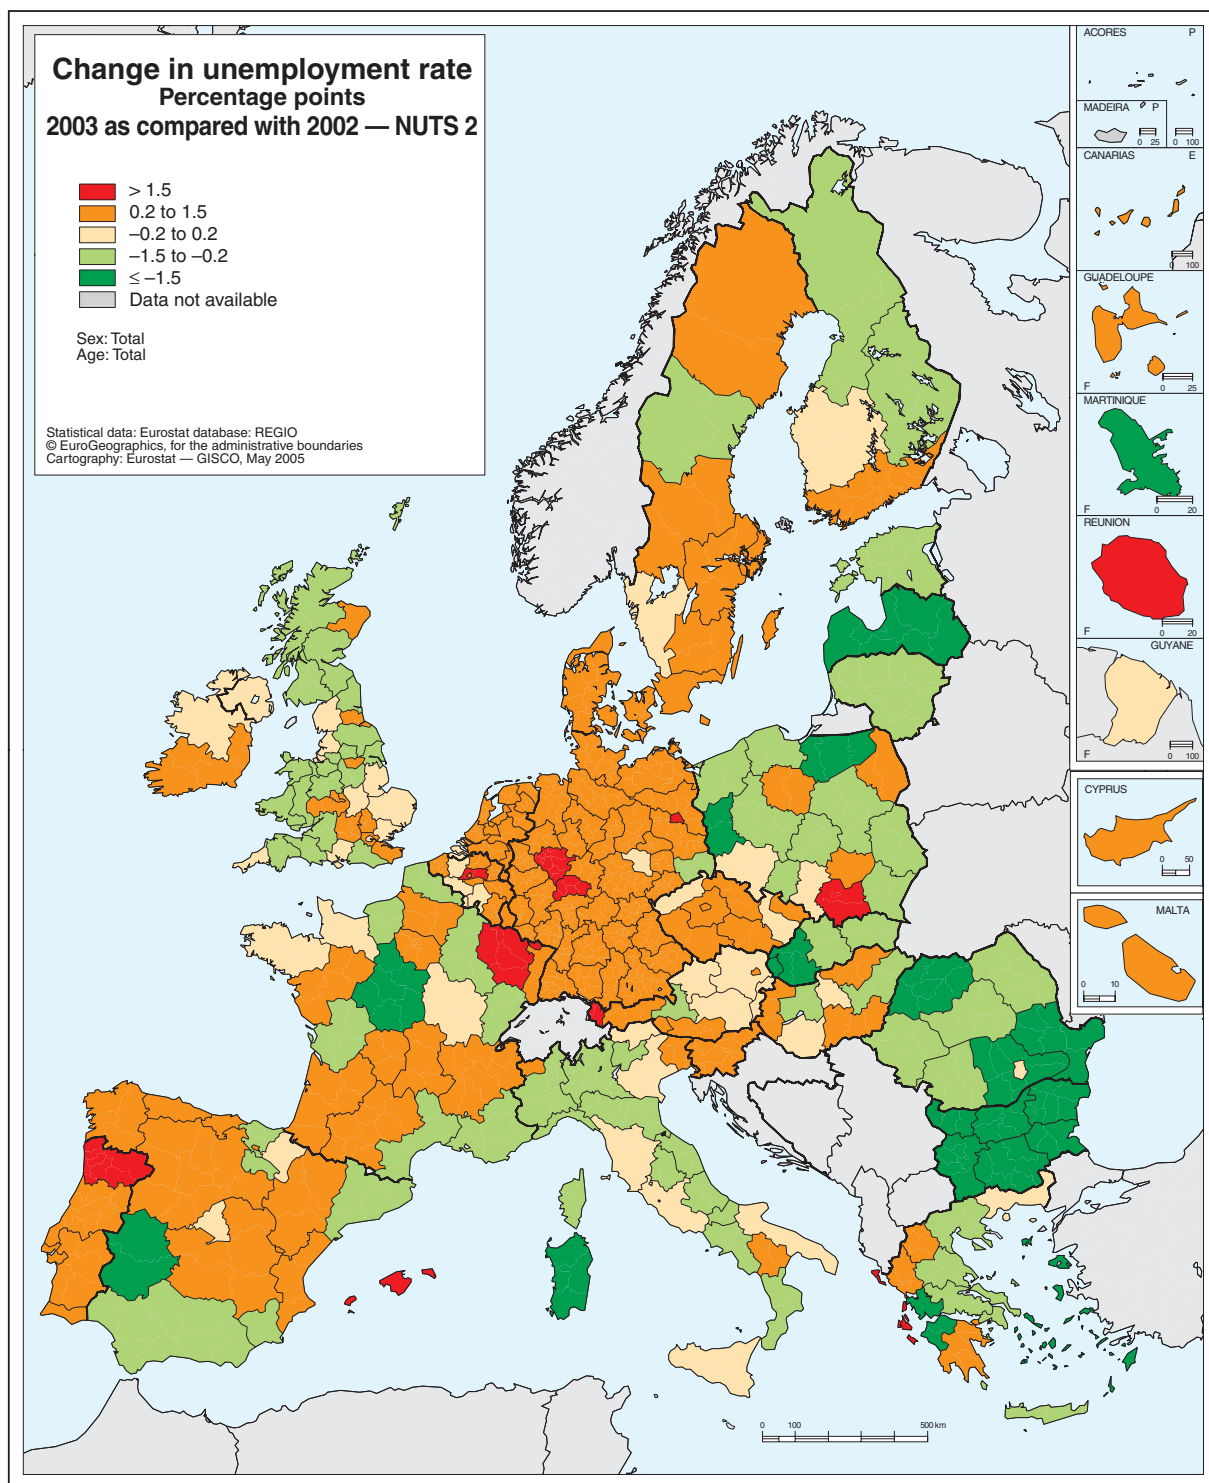 Change in unemployment rate
Percentage points
2003 as compared with 2002 — NUTS 2
> 1.5
0.2 to 1.5
–0.2 to 0.2
–1.5 to –0.2
≤ –1.5
Data not available
Sex: Total
Age: Total
Statistical data: Eurostat database: REGIO
© EuroGeographics, for the administrative boundaries
Cartography: Eurostat — GISCO, May 2005
ACORES P
MADEIRA P
0 25 0 100
CANARIAS E
0 100
GUADELOUPE
F 0 25
MARTINIQUE
F 0 20
REUNION
F 0 20
GUYANE
F 0 100
CYPRUS
0 50
MALTA
0 10
0 100 500 km